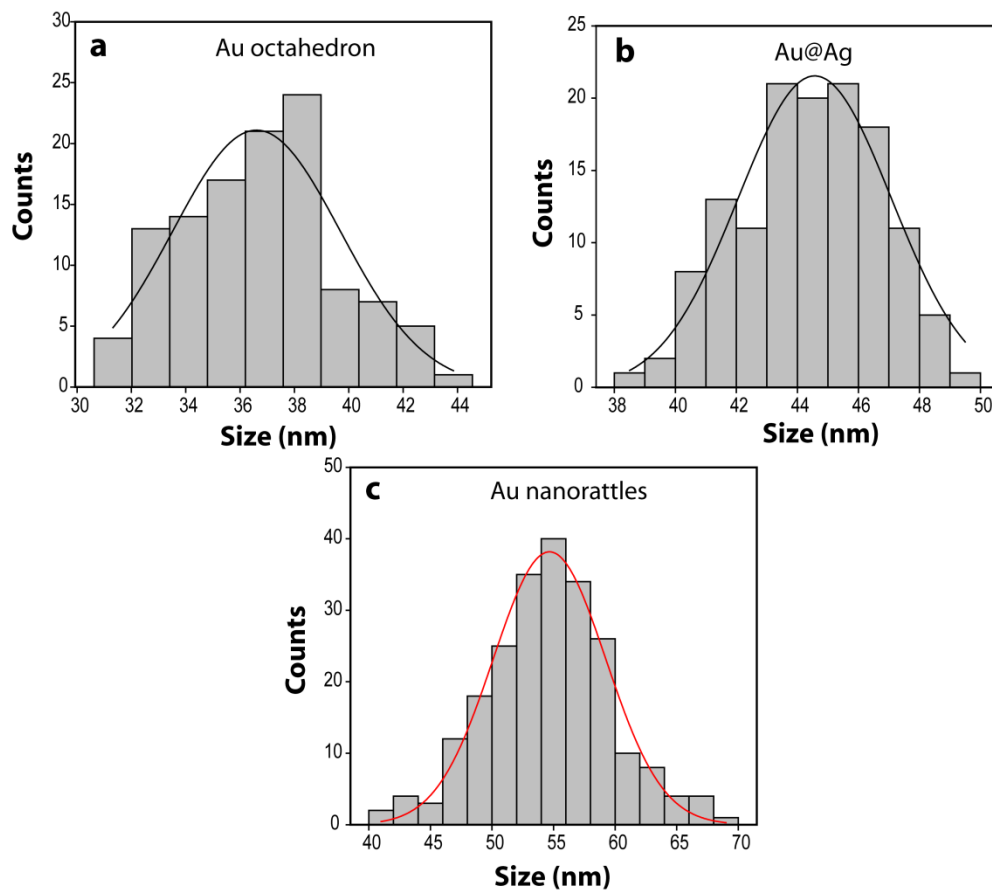 a
Au octahedron
30
25
20
15
10
5
0
Counts
30 32 34 36 38 40 42 44
Size (nm)
b
Au@Ag
25
20
15
10
5
0
Counts
38 40 42 44 46 48 50
Size (nm)
c
Au nanorattles
50
40
30
20
10
0
Counts
40 45 50 55 60 65 70
Size (nm)